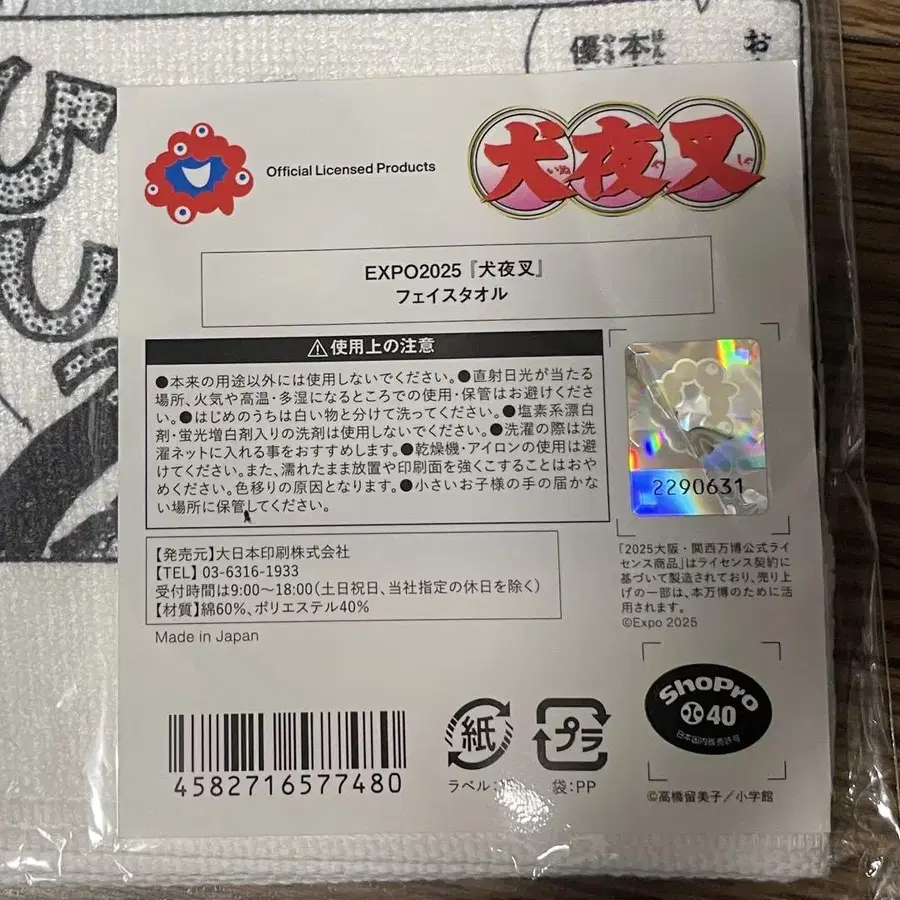 お
本
ほん
優
やさ
Official Licensed Products
犬夜叉
いぬ や しゃ
EXPO2025『犬夜叉』
フェイスタオル
⚠使用上の注意
●本来の用途以外には使用しないでください。●直射日光が当たる
場所、火気や高温・多湿になるところでの使用・保管はお避けくださ
い。●はじめのうちは白い物と分けて洗ってください。●塩素系漂白
剤・蛍光増白剤入りの洗剤は使用しないでください。●洗濯の際は洗
濯ネットに入れる事をおすすめします。●乾燥機・アイロンの使用は避
けてください。また、濡れたまま放置や印刷面を強くこすることはおや
めください。色移りの原因となります。●小さいお子様の手の届かな
い場所に保管してください。
2290631
「2025大阪・関西万博公式ライ
センス商品」はライセンス契約に
基づいて製造されており、売り上
げの一部は、本万博のために活
用されます。
©Expo 2025
【発売元】大日本印刷株式会社
【TEL】 03-6316-1933
受付時間は9:00〜18:00（土日祝日、当社指定の休日を除く）
【材質】綿60%、ポリエステル40%
Made in Japan
4582716577480
紙
ラベル:
プラ
袋:PP
ShoPro
40
日本国内販売許可
©高橋留美子／小学館